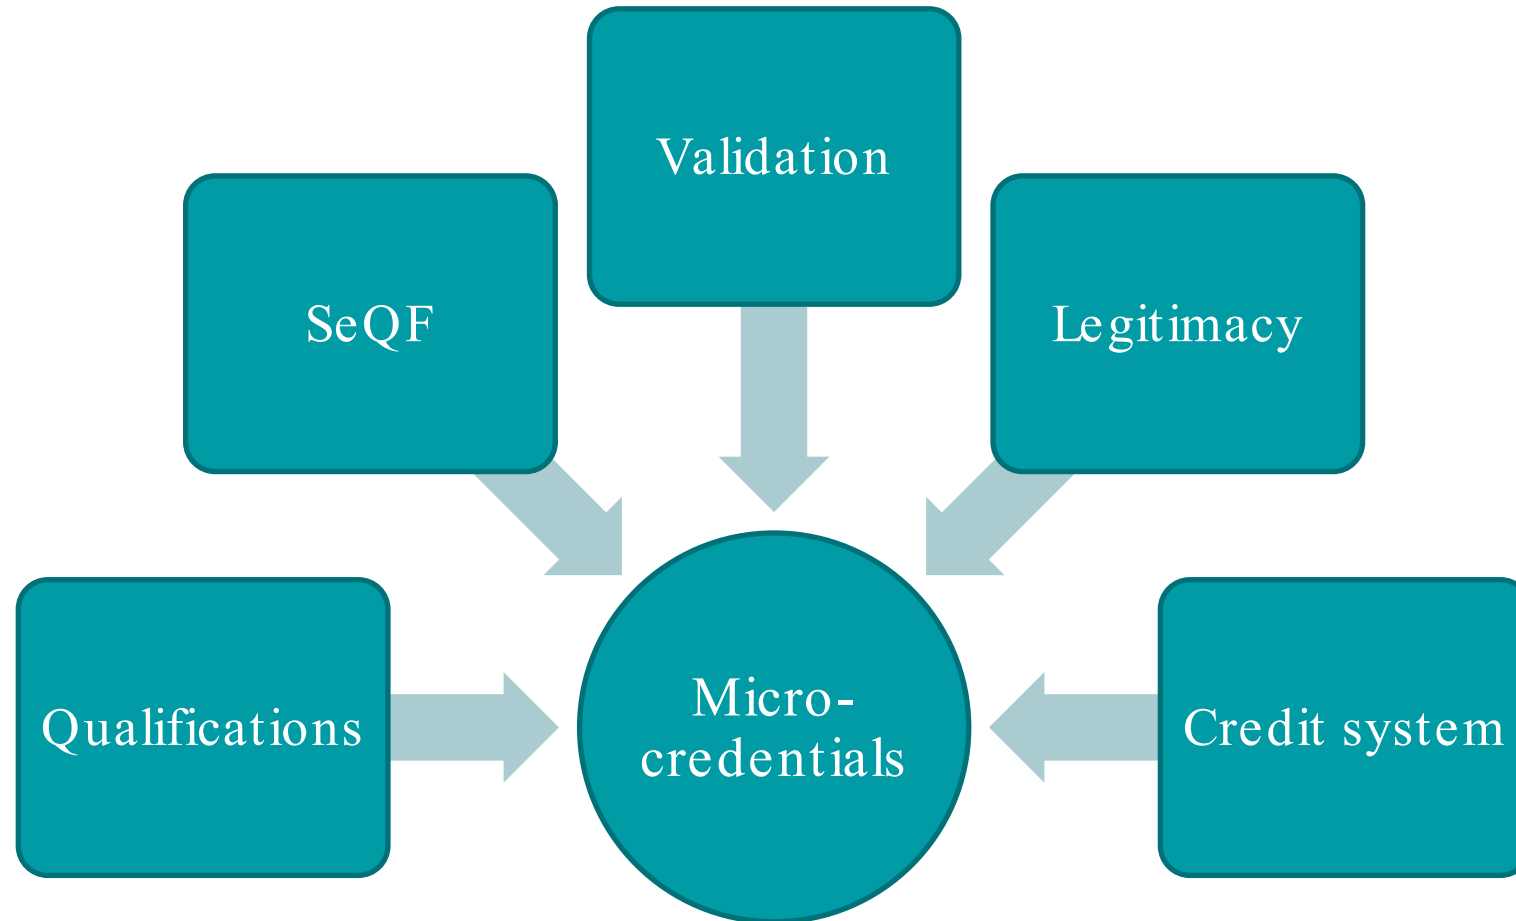 Validation
SeQF
Legitimacy
Qualifications
Micro-
credentials
Credit system